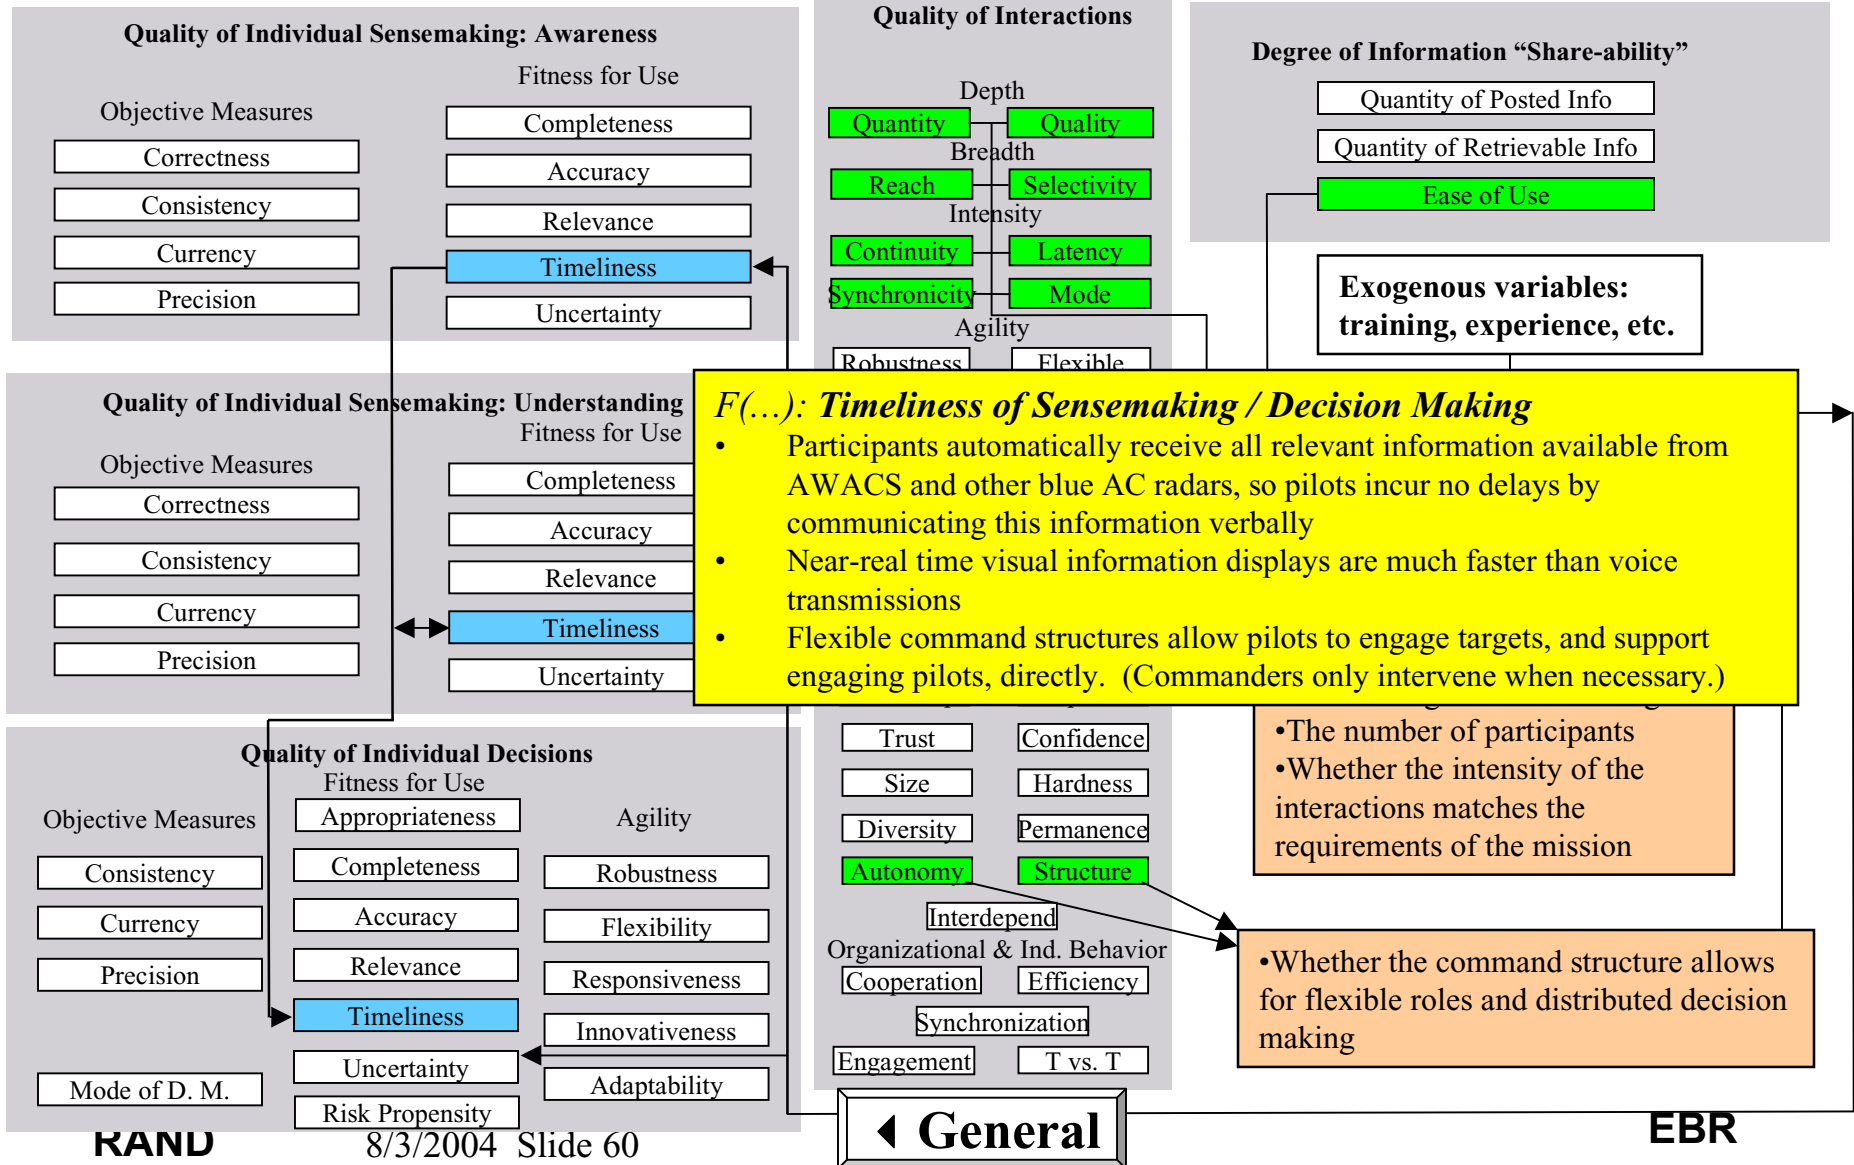 Quality of Individual Sensemaking: Awareness
Fitness for Use
Objective Measures
Correctness
Consistency
Currency
Precision
Completeness
Accuracy
Relevance
Timeliness
Uncertainty
Quality of Individual Sensemaking: Understanding
Fitness for Use
Objective Measures
Correctness
Consistency
Currency
Precision
Completeness
Accuracy
Relevance
Timeliness
Uncertainty
Quality of Individual Decisions
Fitness for Use
Objective Measures
Agility
Consistency
Currency
Precision
Mode of D. M.
Appropriateness
Completeness
Accuracy
Relevance
Timeliness
Uncertainty
Risk Propensity
Robustness
Flexibility
Responsiveness
Innovativeness
Adaptability
Quality of Interactions
Depth
Quantity Quality
Breadth
Reach Selectivity
Intensity
Continuity Latency
Synchronicity Mode
Agility
Robustness Flexible
Trust Confidence
Size Hardness
Diversity Permanence
Autonomy Structure
Interdepend
Organizational & Ind. Behavior
Cooperation Efficiency
Synchronization
Engagement T vs. T
Degree of Information “Share-ability”
Quantity of Posted Info
Quantity of Retrievable Info
Ease of Use
Exogenous variables:
training, experience, etc.
F(…): Timeliness of Sensemaking / Decision Making
• Participants automatically receive all relevant information available from
AWACS and other blue AC radars, so pilots incur no delays by
communicating this information verbally
• Near-real time visual information displays are much faster than voice
transmissions
• Flexible command structures allow pilots to engage targets, and support
engaging pilots, directly. (Commanders only intervene when necessary.)
•The number of participants
•Whether the intensity of the
interactions matches the
requirements of the mission
•Whether the command structure allows
for flexible roles and distributed decision
making
General
RAND
8/3/2004 Slide 60
EBR